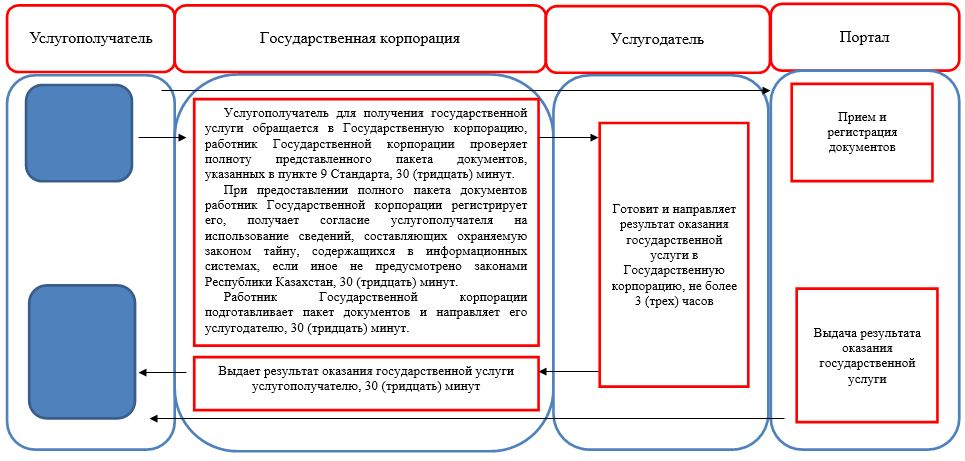 Услугополучатель
Государственная корпорация
Услугодатель
Портал
Услугополучатель для получения государственной
услуги обращается в Государственную корпорацию,
работник Государственной корпорации проверяет
полноту представленного пакета документов,
указанных в пункте 9 Стандарта, 30 (тридцать) минут.
При предоставлении полного пакета документов
работник Государственной корпорации регистрирует
его, получает согласие услугополучателя на
использование сведений, составляющих охраняемую
законом тайну, содержащихся в информационных
системах, если иное не предусмотрено законами
Республики Казахстан, 30 (тридцать) минут.
Работник Государственной корпорации
подготавливает пакет документов и направляет его
услугодателю, 30 (тридцать) минут.
Готовит и направляет
результат оказания
государственной
услуги в
Государственную
корпорацию, не более
3 (трех) часов
Прием и
регистрация
документов
Выдает результат оказания государственной услуги
услугополучателю, 30 (тридцать) минут
Выдача результата
оказания
государственной
услуги